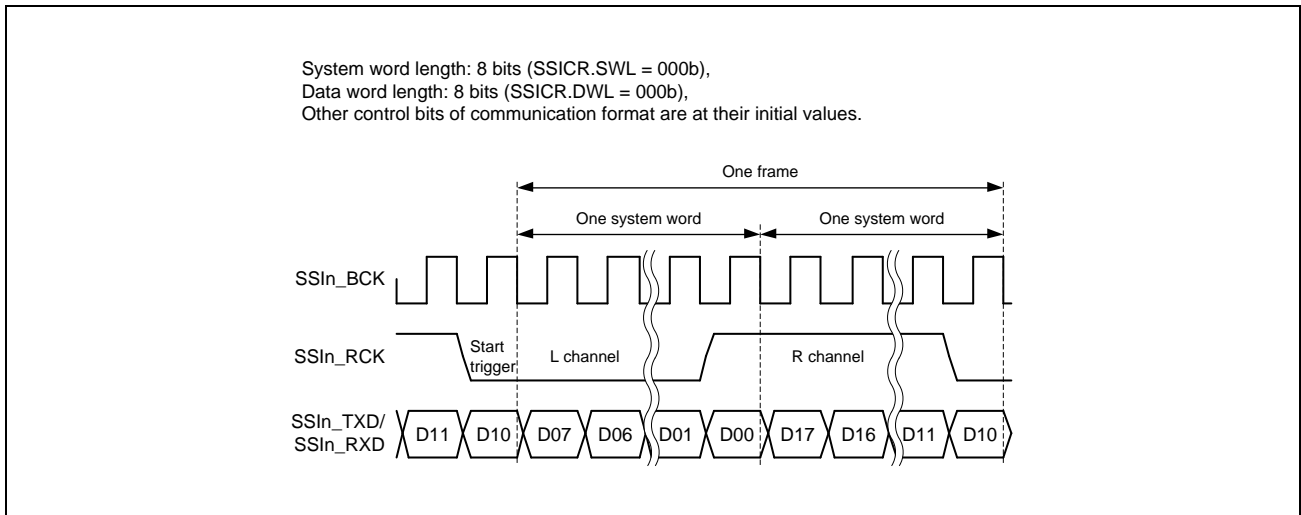 System word length: 8 bits (SSICR.SWL = 000b),
Data word length: 8 bits (SSICR.DWL = 000b),
Other control bits of communication format are at their initial values.
One frame
One system word One system word
SSIn_BCK
SSIn_RCK
Start
trigger
L channel R channel
SSIn_TXD/
SSIn_RXD
D11 D10 D07 D06 D01 D00 D17 D16 D11 D10